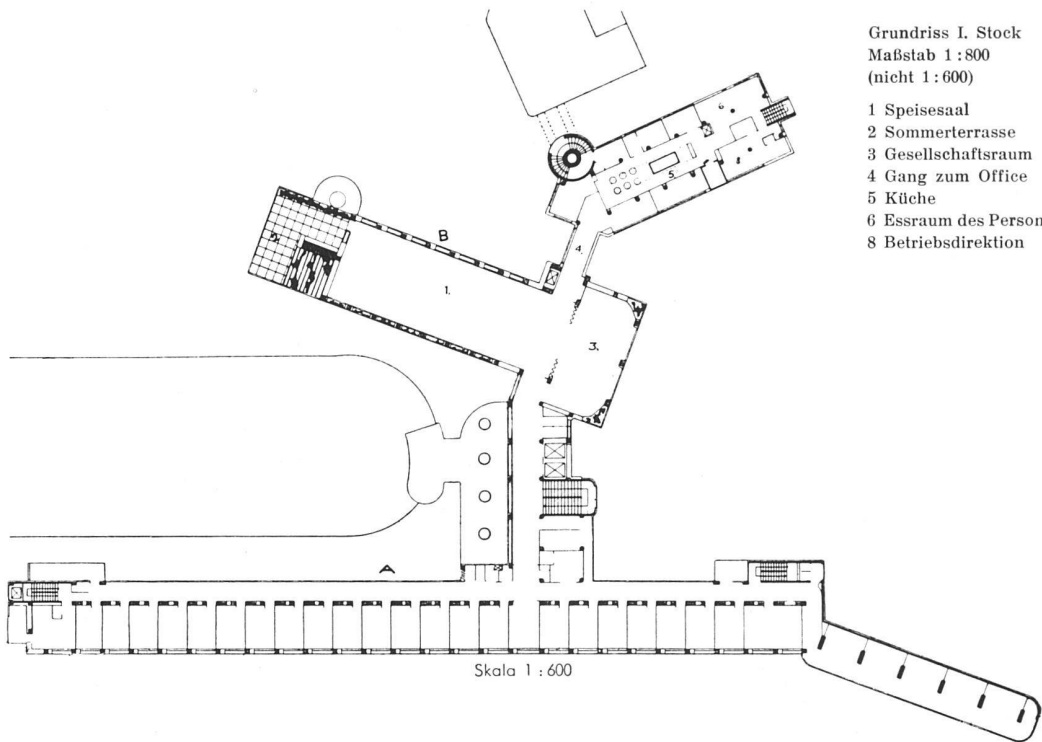 Grundriss I. Stock
Maßstab 1 : 800
(nicht 1 : 600)
1 Speisesaal
2 Sommerterrasse
3 Gesellschaftsraum
4 Gang zum Office
5 Küche
6 Essraum des Person
8 Betriebsdirektion
6
8
5.
4.
B
2.
1.
3.
A
Skala 1 : 600